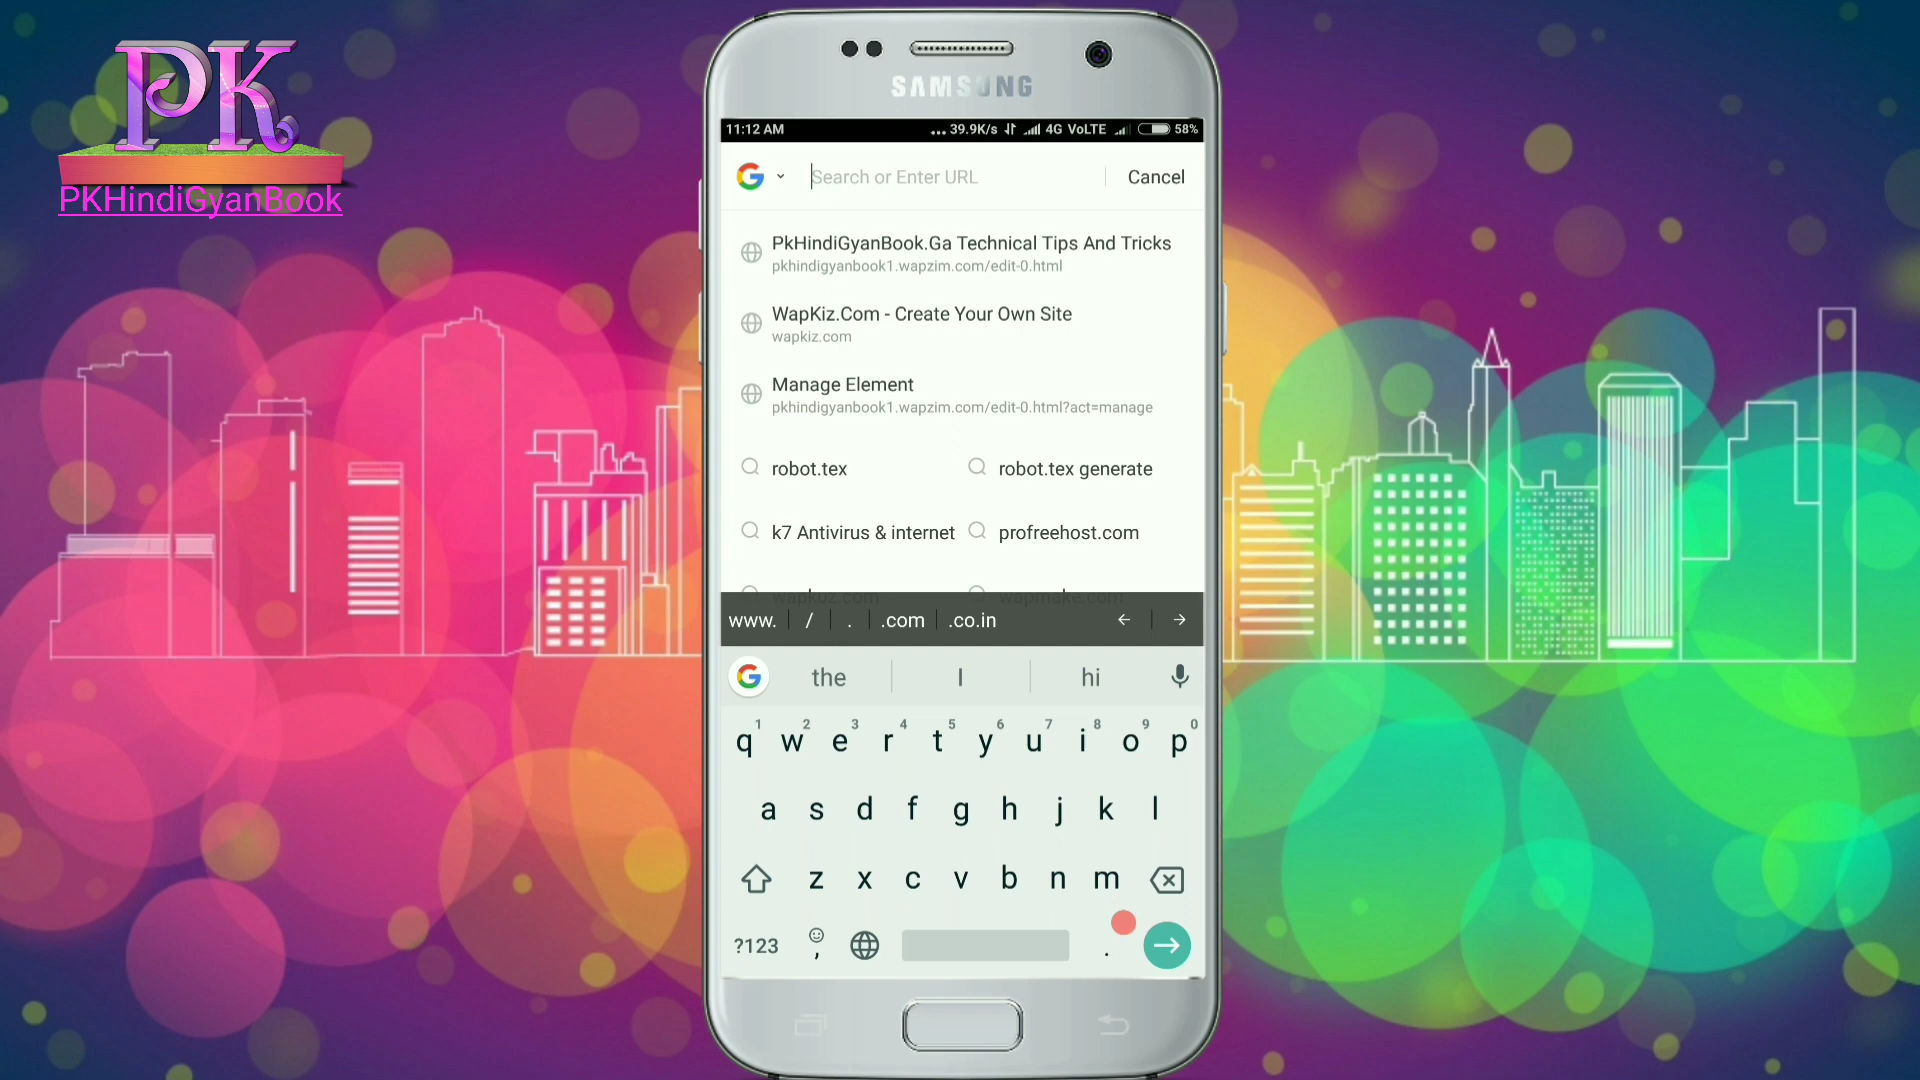 PK
PKHindiGyanBook
SAMSUNG
11:12 AM ... 39.9K/s 4G VoLTE 58%
Search or Enter URL Cancel
PkHindiGyanBook.Ga Technical Tips And Tricks
pkhindigyanbook1.wapzim.com/edit-0.html
WapKiz.Com - Create Your Own Site
wapkiz.com
Manage Element
pkhindigyanbook1.wapzim.com/edit-0.html?act=manage
robot.tex robot.tex generate
k7 Antivirus & internet profreehost.com
wapkuz.com wapmake.com
www. / . .com .co.in
the I hi
1 2 3 4 5 6 7 8 9 0
q w e r t y u i o p
a s d f g h j k l
z x c v b n m
?123 , .